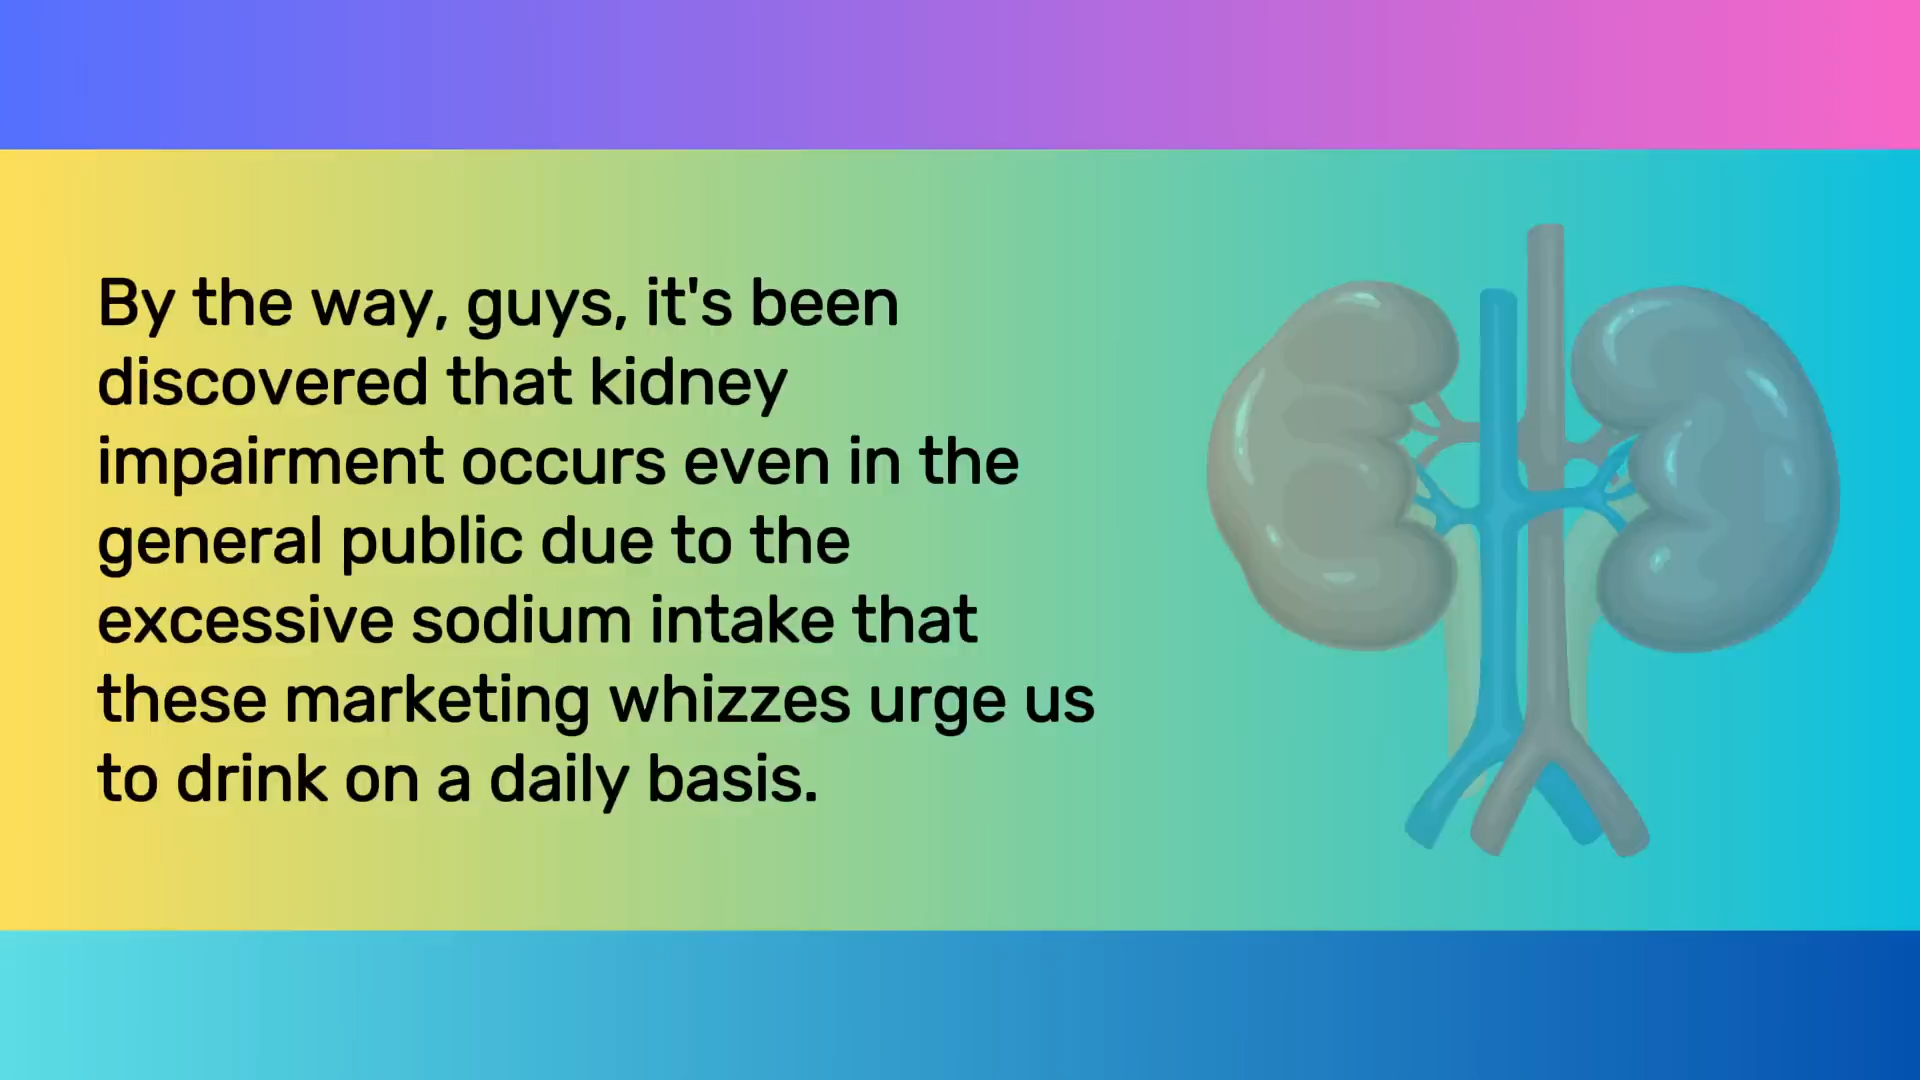 By the way, guys, it's been
discovered that kidney
impairment occurs even in the
general public due to the
excessive sodium intake that
these marketing whizzes urge us
to drink on a daily basis.